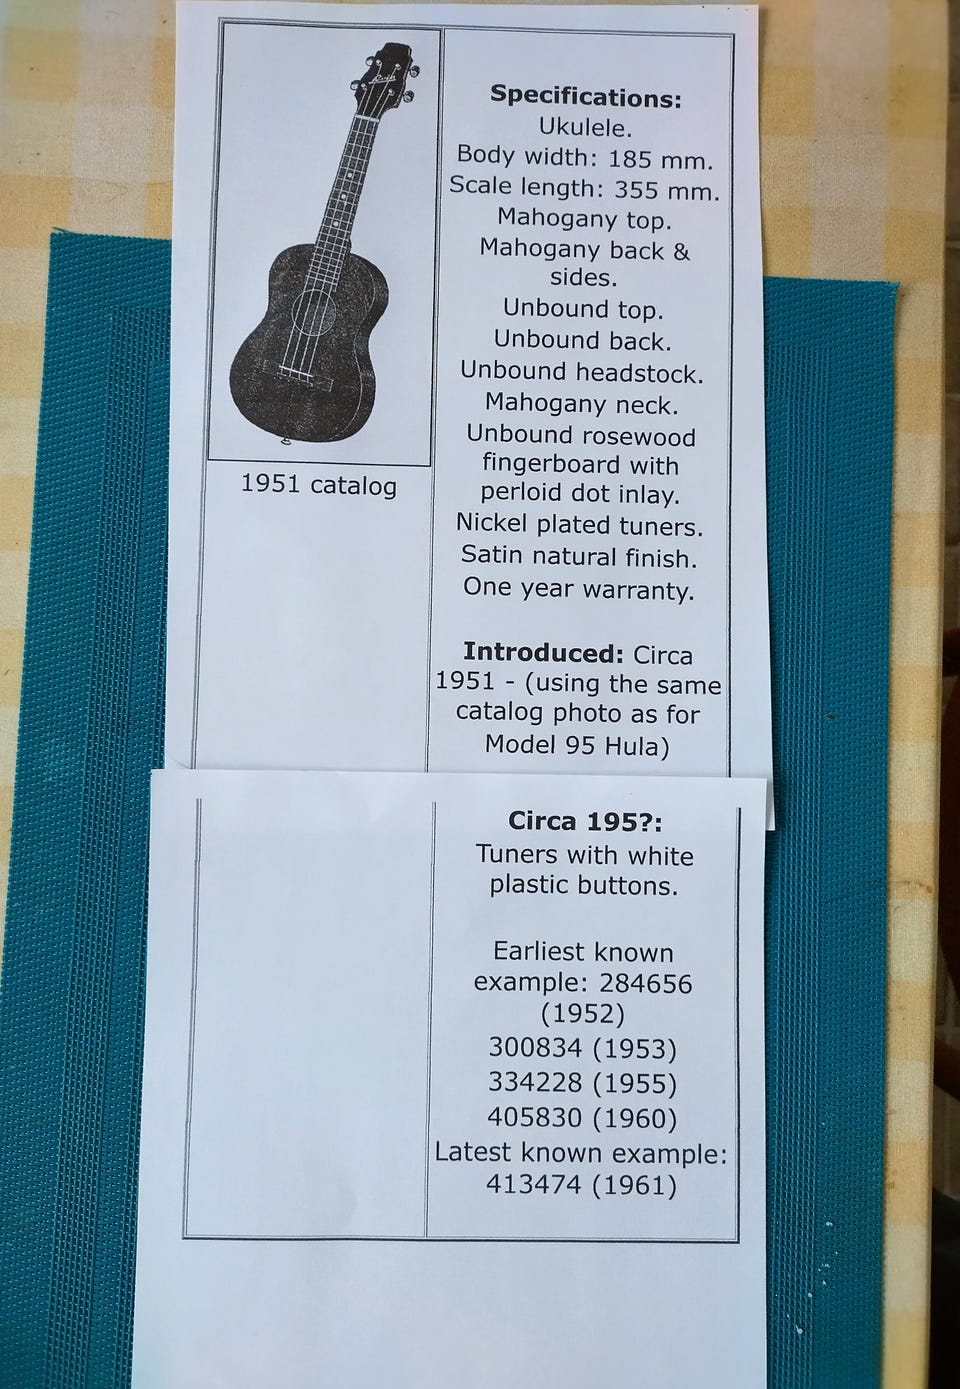 1951 catalog
Specifications:
Ukulele.
Body width: 185 mm.
Scale length: 355 mm.
Mahogany top.
Mahogany back &
sides.
Unbound top.
Unbound back.
Unbound headstock.
Mahogany neck.
Unbound rosewood
fingerboard with
perloid dot inlay.
Nickel plated tuners.
Satin natural finish.
One year warranty.
Introduced: Circa
1951 - (using the same
catalog photo as for
Model 95 Hula)
Circa 195?:
Tuners with white
plastic buttons.
Earliest known
example: 284656
(1952)
300834 (1953)
334228 (1955)
405830 (1960)
Latest known example:
413474 (1961)